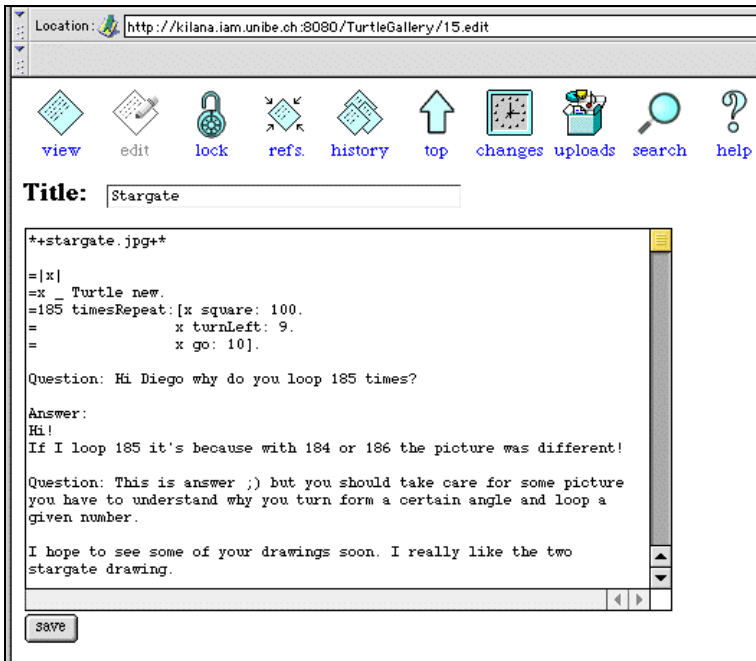 Location: http://kilana.iam.unibe.ch:8080/TurtleGallery/15.edit
view edit lock refs. history top changes uploads search help
Title: Stargate
*+stargate.jpg+*
=|x|
=x _ Turtle new.
=185 timesRepeat:[x square: 100.
= x turnLeft: 9.
= x go: 10].
Question: Hi Diego why do you loop 185 times?
Answer:
Hi!
If I loop 185 it's because with 184 or 186 the picture was different!
Question: This is answer ;) but you should take care for some picture
you have to understand why you turn form a certain angle and loop a
given number.
I hope to see some of your drawings soon. I really like the two
stargate drawing.
save